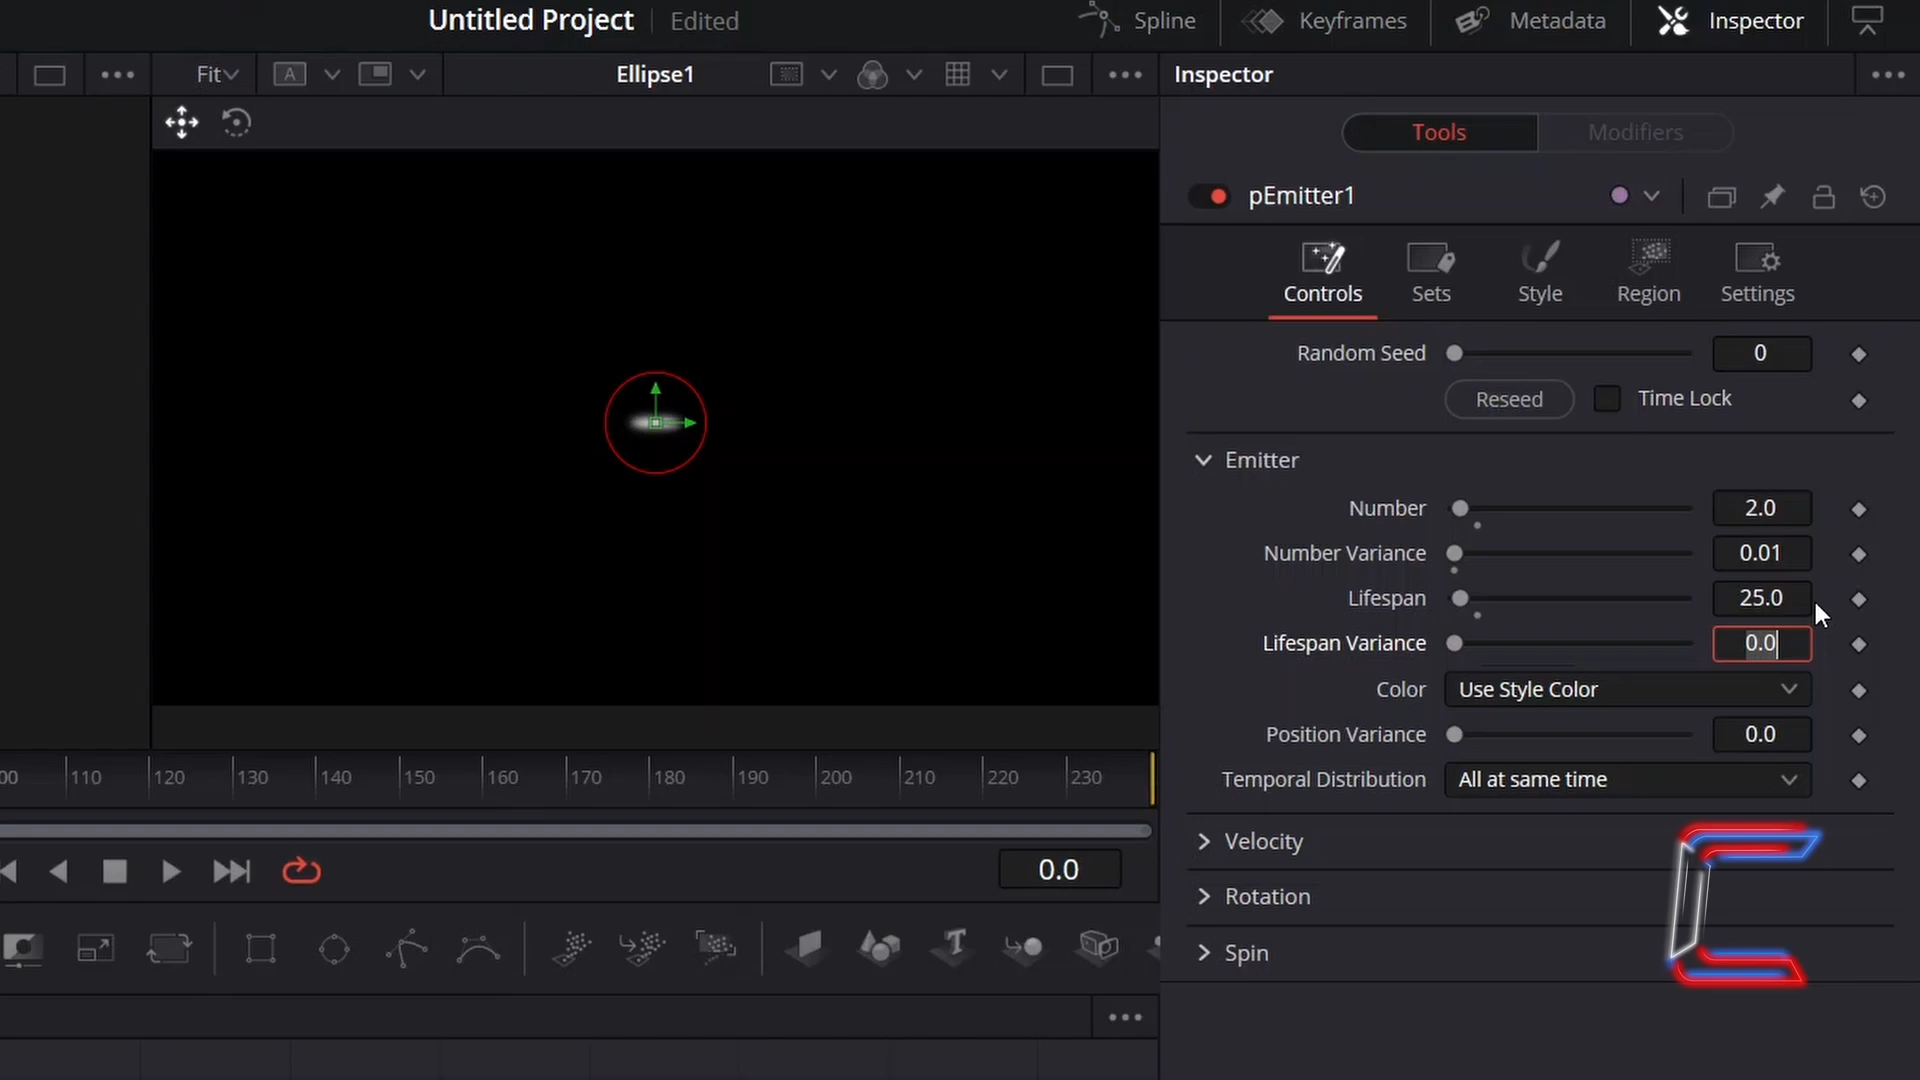 Untitled Project Edited Spline Keyframes Metadata Inspector
Fit A Ellipse1 Inspector
Tools Modifiers
pEmitter1
Controls Sets Style Region Settings
Random Seed 0
Reseed Time Lock
Emitter
Number 2.0
Number Variance 0.01
Lifespan 25.0
Lifespan Variance 0.0
Color Use Style Color
Position Variance 0.0
Temporal Distribution All at same time
00 110 120 130 140 150 160 170 180 190 200 210 220 230
Velocity
0.0
Rotation
T
Spin